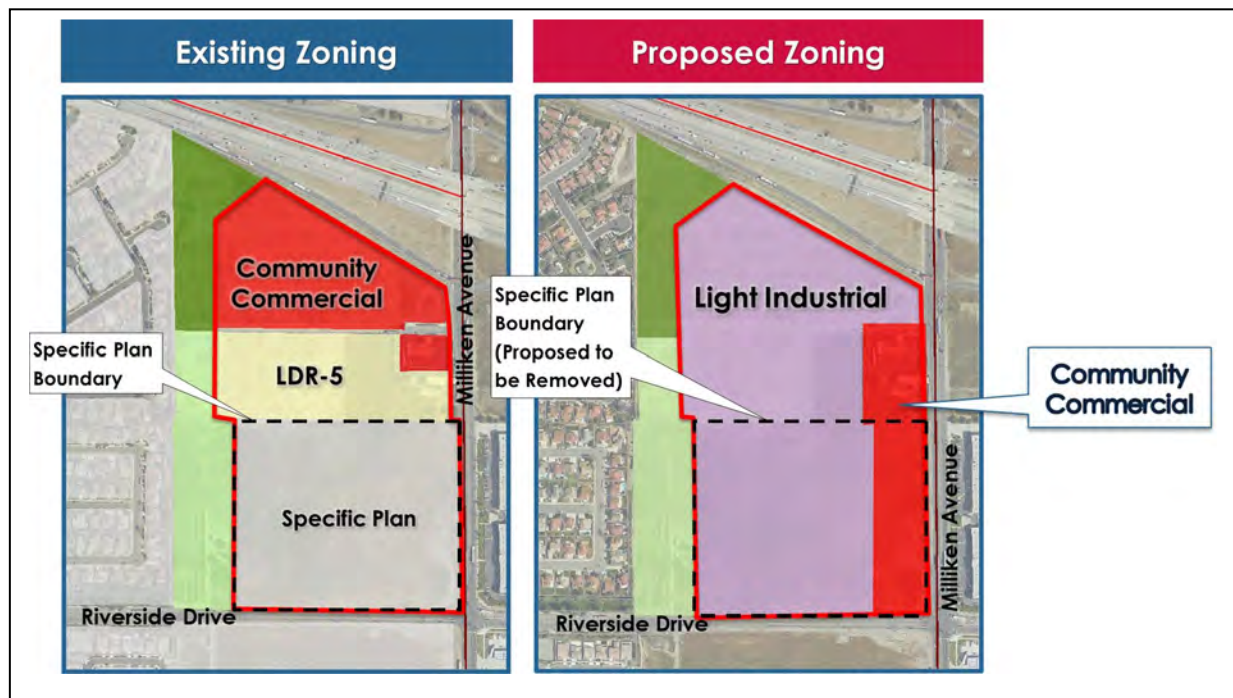 Existing Zoning
Proposed Zoning
Community
Commercial
LDR-5
Specific Plan
Boundary
Specific Plan
Milliken Avenue
Riverside Drive
Light Industrial
Specific Plan
Boundary
(Proposed to
be Removed)
Community
Commercial
Milliken Avenue
Riverside Drive